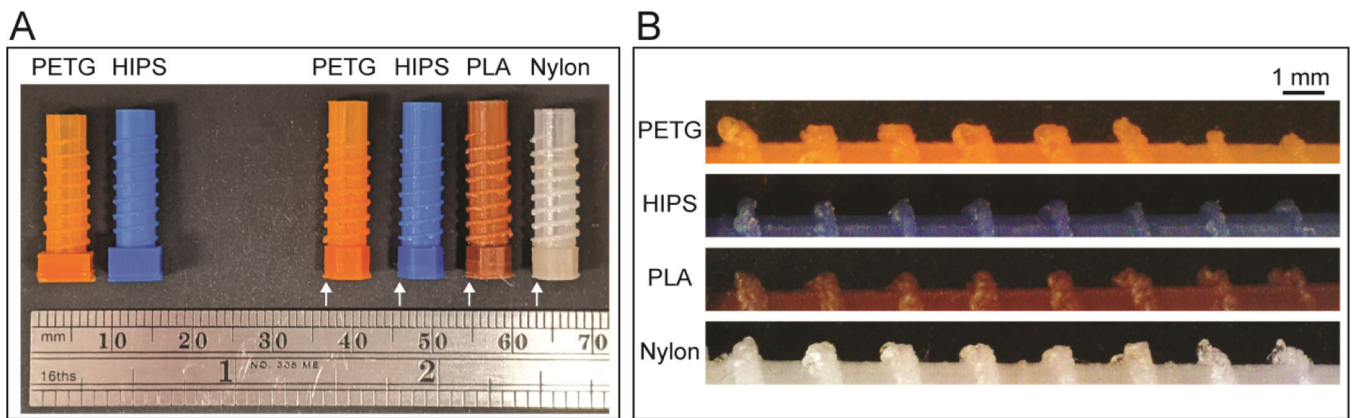 A
PETG HIPS PETG HIPS PLA Nylon
mm 10 20 30 40 50 60 70
16ths 1 NO. 305 ME 2
B
1 mm
PETG
HIPS
PLA
Nylon